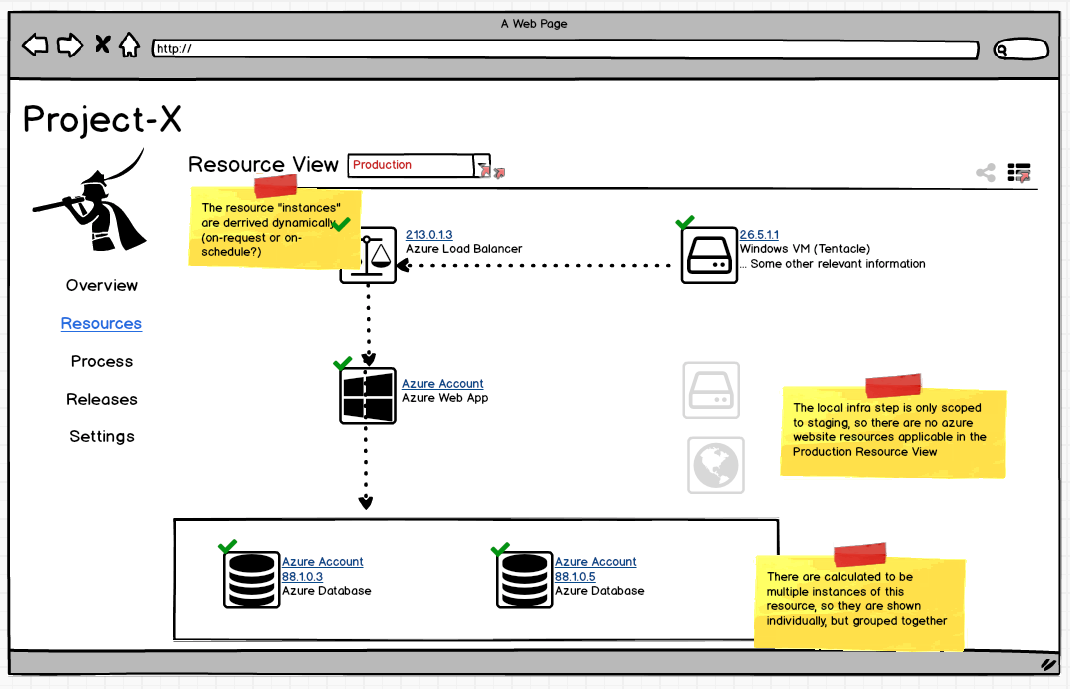 A Web Page
http://
Project-X
Resource View
Production
The resource "instances"
are derrived dynamically
(on-request or on-
schedule?)
213.0.1.3
Azure Load Balancer
26.5.1.1
Windows VM (Tentacle)
... Some other relevant information
Overview
Resources
Process
Releases
Settings
Azure Account
Azure Web App
The local infra step is only scoped
to staging, so there are no azure
website resources applicable in the
Production Resource View
Azure Account
88.1.0.3
Azure Database
Azure Account
88.1.0.5
Azure Database
There are calculated to be
multiple instances of this
resource, so they are shown
individually, but grouped together